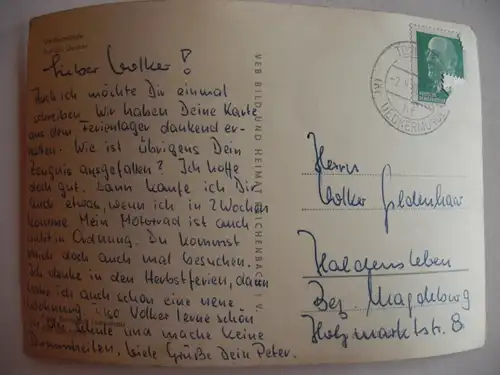 Lieber Volker!
Auch ich möchte Dir einmal
schreiben. Wir haben Deine Karte
aus dem Ferienlager dankend er-
halten. Wie ist übrigens Dein
Zeugnis ausgefallen? Ich hoffe
doch gut. Dann kaufe ich Dir
auch etwas, wenn ich in 2 Wochen
komme. Mein Motorrad ist auch
nicht in Ordnung. Du kommst
mich doch auch mal besuchen.
Ich denke in den Herbstferien, dann
habe ich auch schon eine neue
Wohnung. Also Volker lerne schön
in der Schule und mache keine
Dummheiten. Viele Grüße Dein Peter.
VEB BILD UND HEIMAT REICHENBACH I. V.
UECKERMÜNDE
Herrn
Volker Geldenhaar
Haldensleben
Bez. Magdeburg
Holzmarktstr. 8